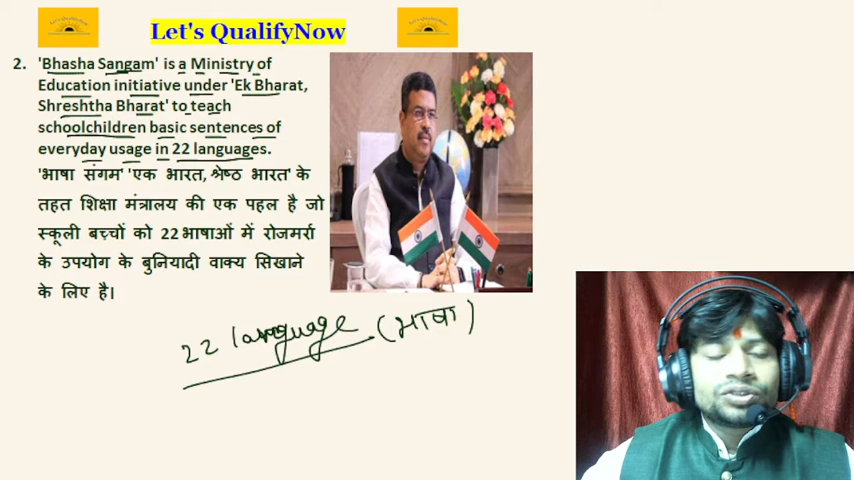 Let's QualifyNow
2. 'Bhasha Sangam' is a Ministry of
Education initiative under 'Ek Bharat,
Shreshtha Bharat' to teach
schoolchildren basic sentences of
everyday usage in 22 languages.
'भाषा संगम' 'एक भारत, श्रेष्ठ भारत' के
तहत शिक्षा मंत्रालय की एक पहल है जो
स्कूली बच्चों को 22 भाषाओं में रोजमर्रा
के उपयोग के बुनियादी वाक्य सिखाने
के लिए है।
22 language (भाषा)